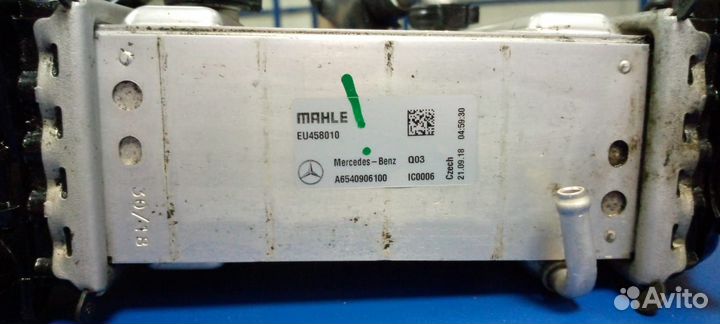 MAHLE
EU458010
Mercedes-Benz Q03
A6540906100 IC0006
Czech
21.09.18 04:59:30
39/18
Avito